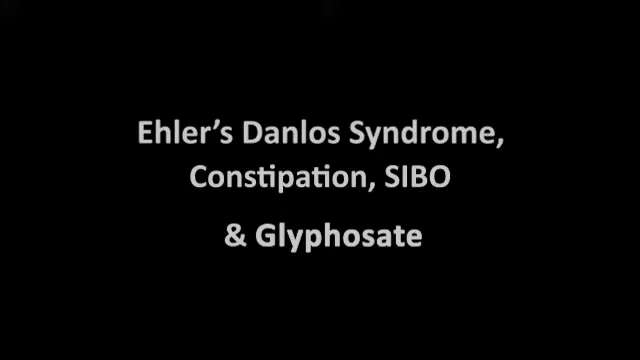 Ehler’s Danlos Syndrome,
Constipation, SIBO
& Glyphosate